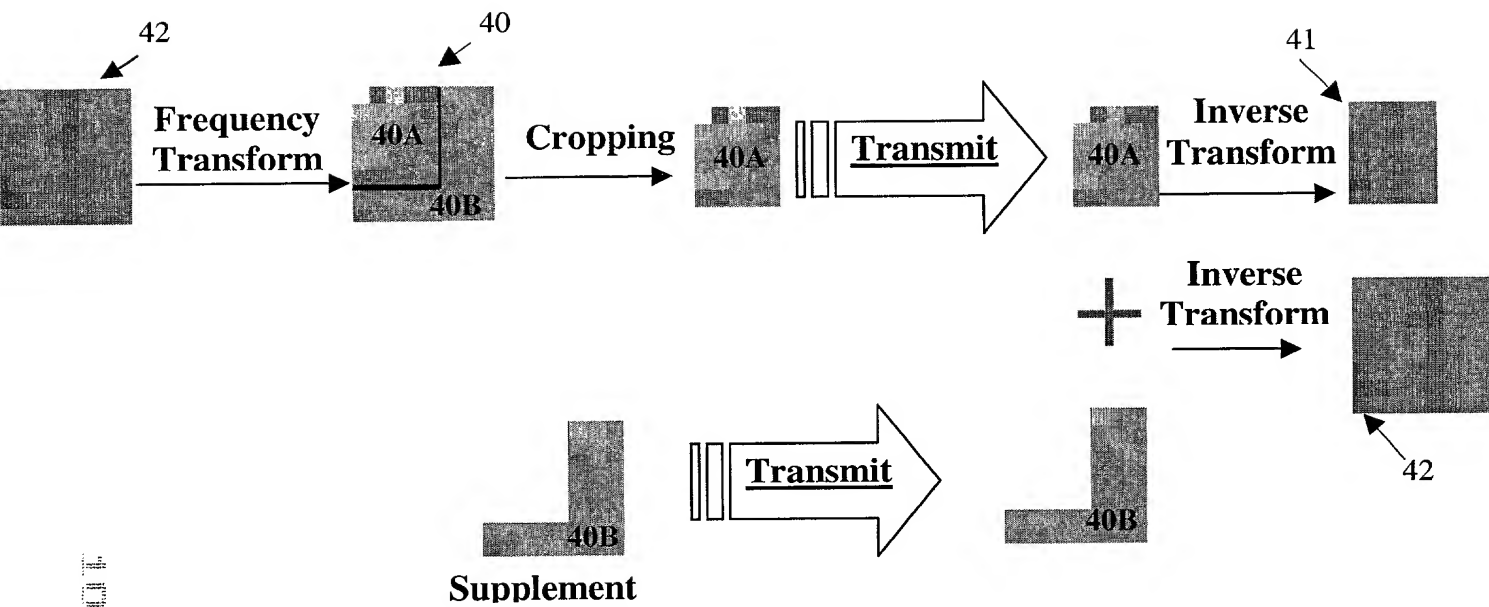 42
40
41
Frequency
Transform
40A
40B
Cropping
40A
Transmit
40A
Inverse
Transform
Inverse
Transform
42
40B
Supplement
Transmit
40B